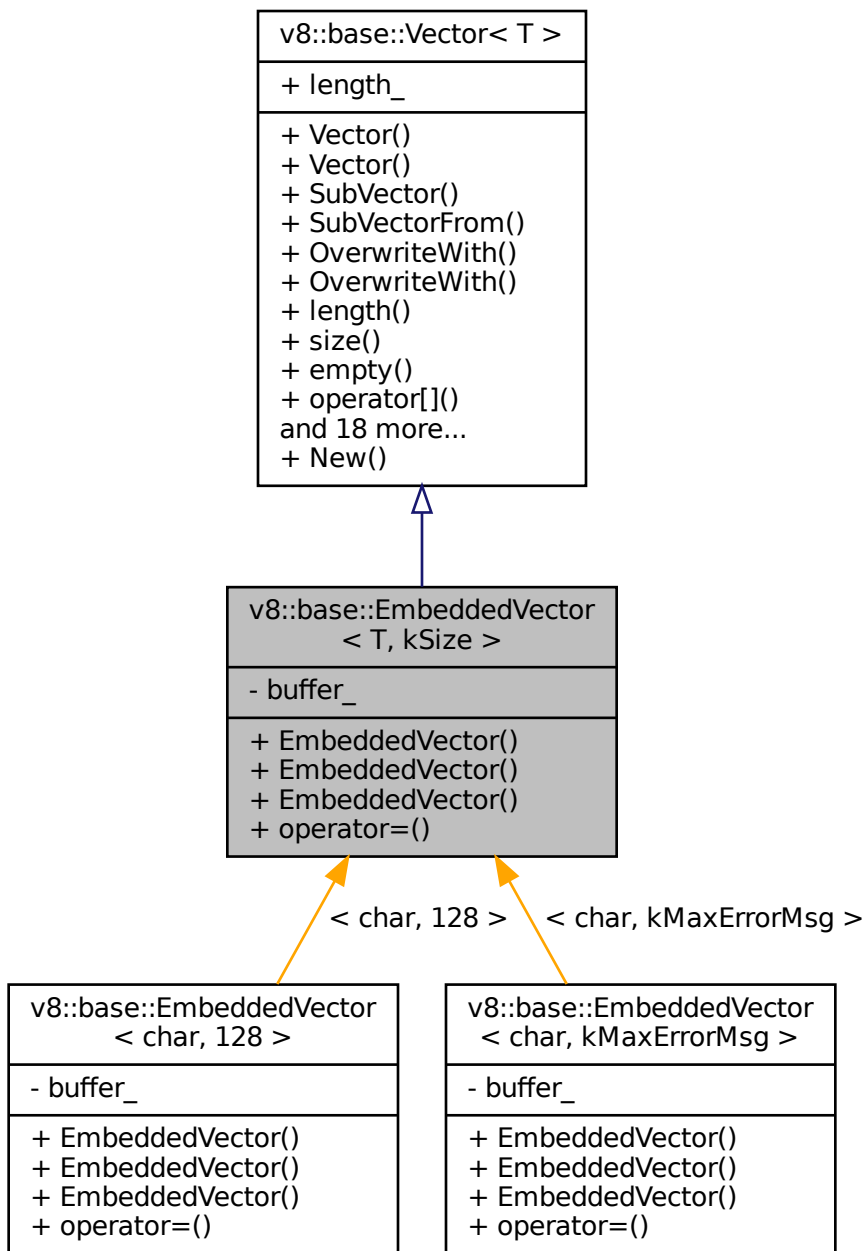 v8::base::Vector< T >
+ length_
+ Vector()
+ Vector()
+ SubVector()
+ SubVectorFrom()
+ OverwriteWith()
+ OverwriteWith()
+ length()
+ size()
+ empty()
+ operator[]()
and 18 more...
+ New()
v8::base::EmbeddedVector
< T, kSize >
- buffer_
+ EmbeddedVector()
+ EmbeddedVector()
+ EmbeddedVector()
+ operator=()
< char, 128 >
< char, kMaxErrorMsg >
v8::base::EmbeddedVector
< char, 128 >
- buffer_
+ EmbeddedVector()
+ EmbeddedVector()
+ EmbeddedVector()
+ operator=()
v8::base::EmbeddedVector
< char, kMaxErrorMsg >
- buffer_
+ EmbeddedVector()
+ EmbeddedVector()
+ EmbeddedVector()
+ operator=()